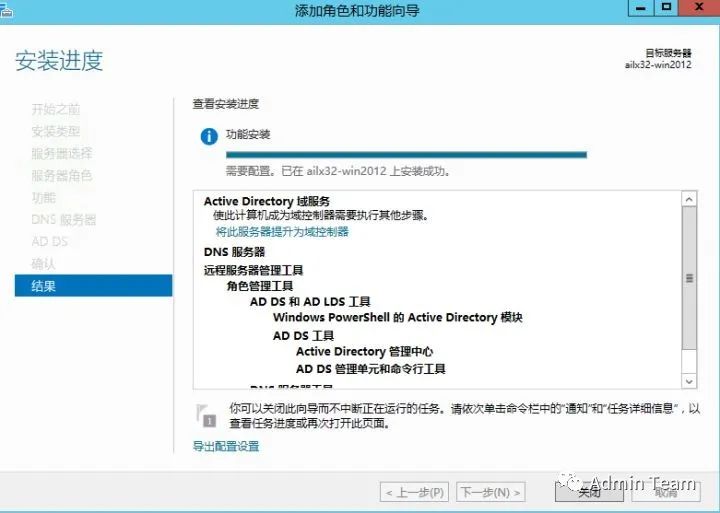 添加角色和功能向导
安装进度
目标服务器
ailx32-win2012
开始之前
安装类型
服务器选择
服务器角色
功能
DNS 服务器
AD DS
确认
结果
查看安装进度
功能安装
需要配置。已在 ailx32-win2012 上安装成功。
Active Directory 域服务
使此计算机成为域控制器需要执行其他步骤。
将此服务器提升为域控制器
DNS 服务器
远程服务器管理工具
角色管理工具
AD DS 和 AD LDS 工具
Windows PowerShell 的 Active Directory 模块
AD DS 工具
Active Directory 管理中心
AD DS 管理单元和命令行工具
DNS 服务器工具
你可以关闭此向导而不中断正在运行的任务。请依次单击命令栏中的“通知”和“任务详细信息”，以
查看任务进度或再次打开此页面。
导出配置设置
< 上一步(P)
下一步(N) >
关闭
取消
Admin Team